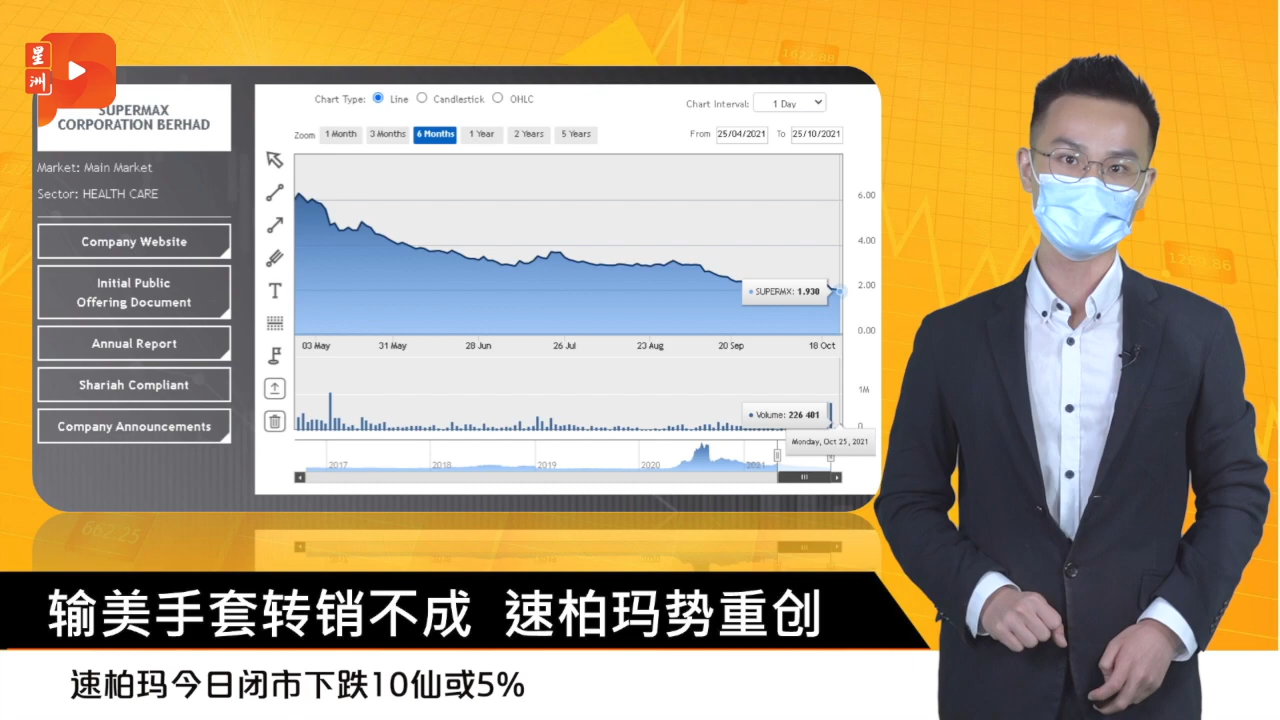 星洲
SUPERMAX
CORPORATION BERHAD
Market: Main Market
Sector: HEALTH CARE
Company Website
Initial Public
Offering Document
Annual Report
Shariah Compliant
Company Announcements
Chart Type: Line Candlestick OHLC
Chart Interval: 1 Day
Zoom 1 Month 3 Months 6 Months 1 Year 2 Years 5 Years
From 25/04/2021 To 25/10/2021
6.00
4.00
2.00
0.00
SUPERMX: 1.930
03 May 31 May 28 Jun 26 Jul 23 Aug 20 Sep 18 Oct
1M
0
Volume: 226 401
Monday, Oct 25, 2021
2017 2018 2019 2020 2021
1263.86
662.25
输美手套转销不成 速柏玛势重创
速柏玛今日闭市下跌10仙或5%